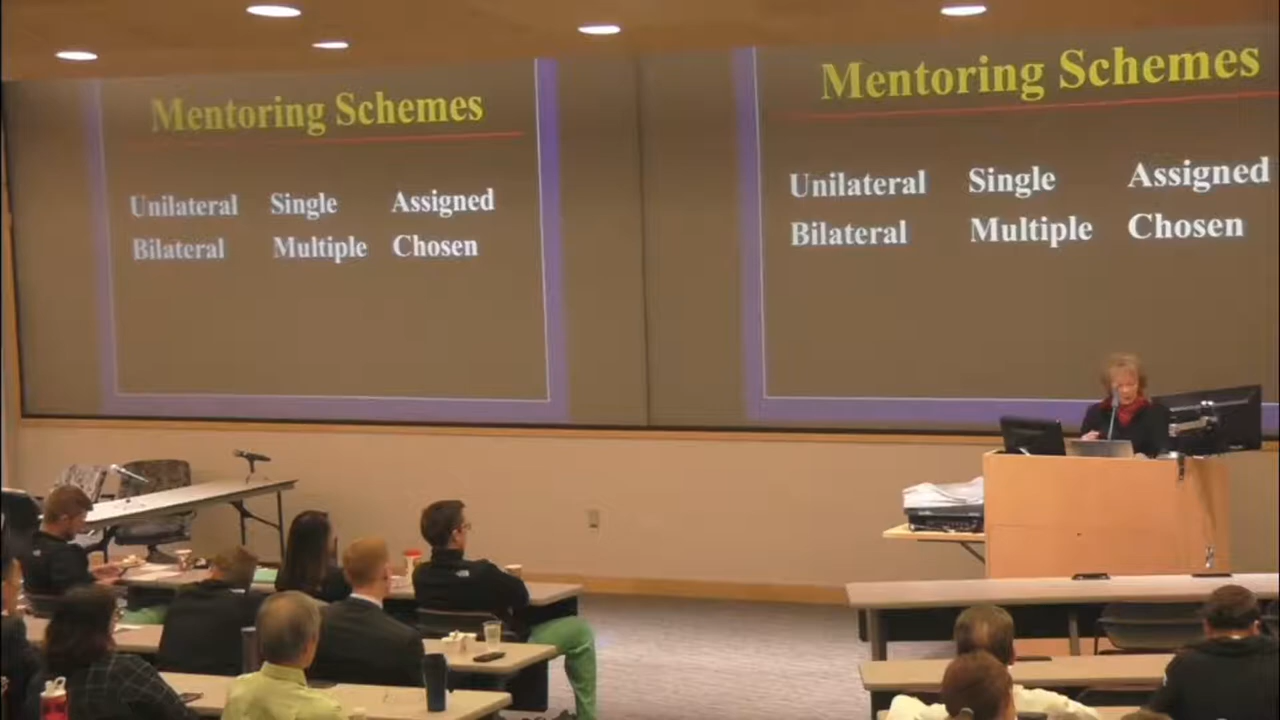 Mentoring Schemes
Unilateral Single Assigned
Bilateral Multiple Chosen
Mentoring Schemes
Unilateral Single Assigned
Bilateral Multiple Chosen